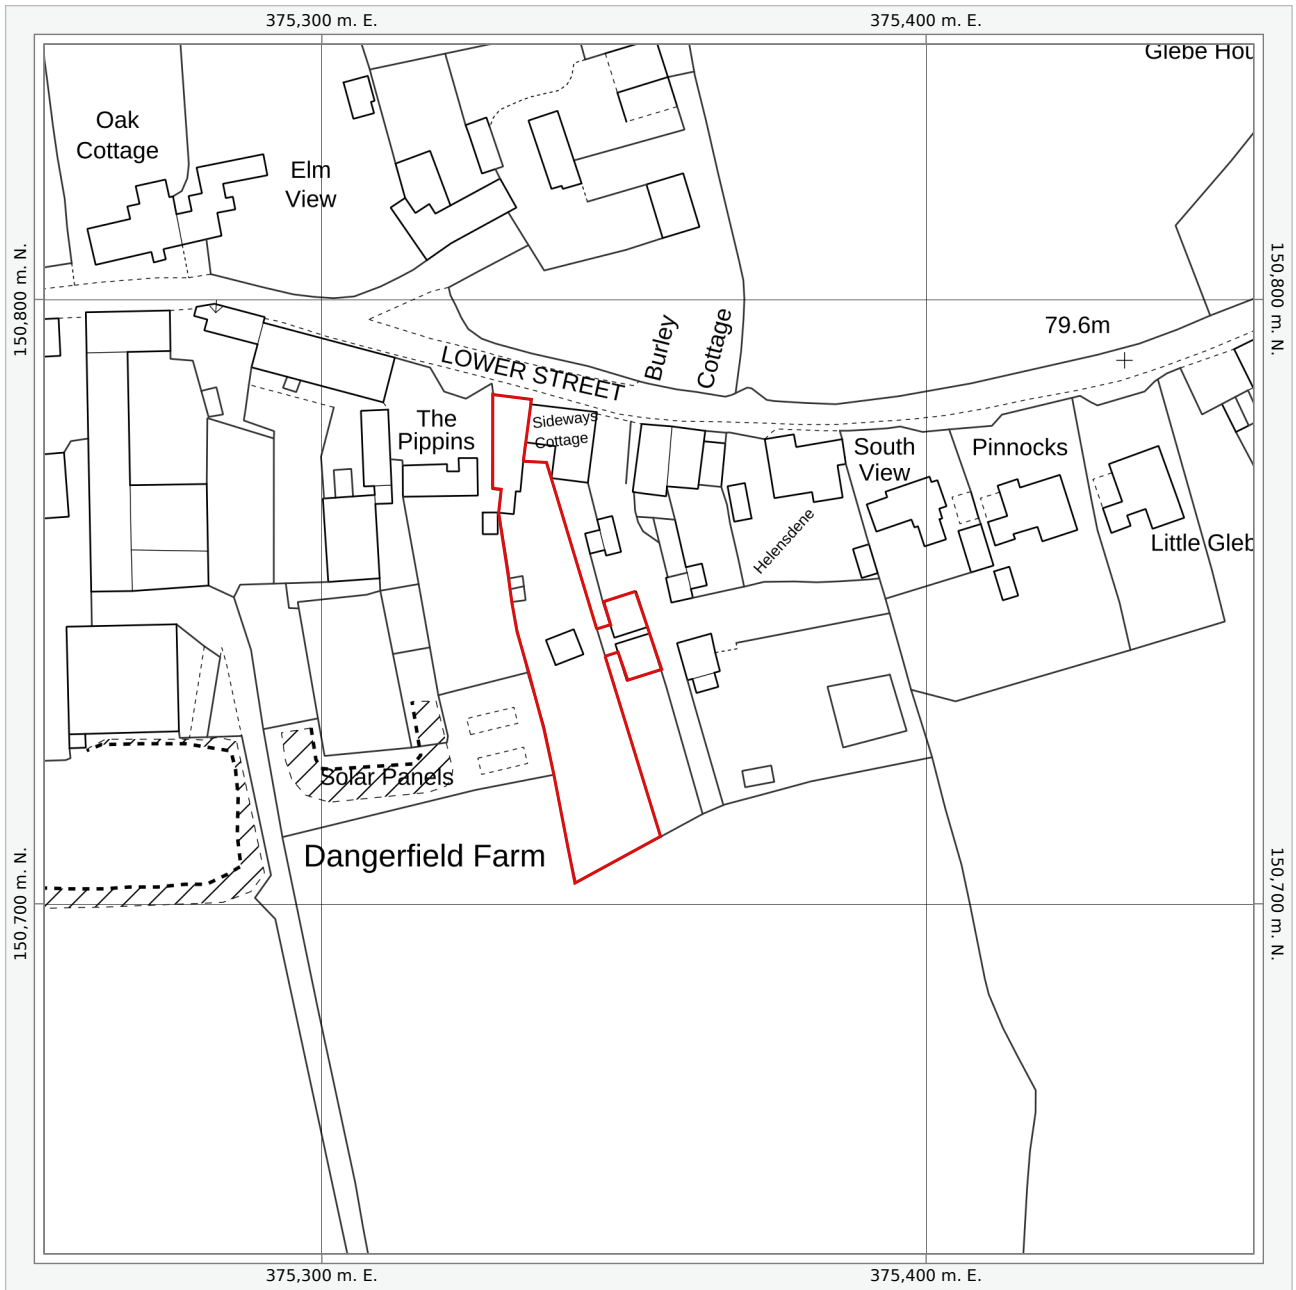 375,300 m. E.
375,400 m. E.
Glebe Hou
Oak
Cottage
Elm
View
150,800 m. N.
150,800 m. N.
79.6m
Burley
Cottage
LOWER STREET
The
Pippins
Sideways
Cottage
South
View
Pinnocks
Helensdene
Little Gleb
Solar Panels
Dangerfield Farm
150,700 m. N.
150,700 m. N.
375,300 m. E.
375,400 m. E.